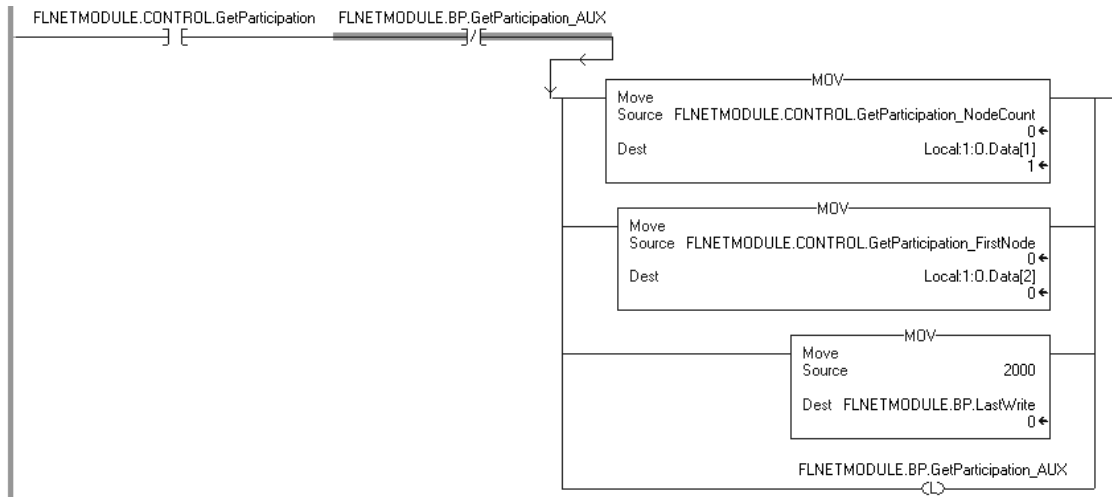 FLNETMODULE.CONTROL.GetParticipation FLNETMODULE.BP.GetParticipation_AUX
MOV
Move
Source FLNETMODULE.CONTROL.GetParticipation_NodeCount
0
Dest Local:1:O.Data[1]
1
MOV
Move
Source FLNETMODULE.CONTROL.GetParticipation_FirstNode
0
Dest Local:1:O.Data[2]
0
MOV
Move
Source 2000
Dest FLNETMODULE.BP.LastWrite
0
FLNETMODULE.BP.GetParticipation_AUX
L